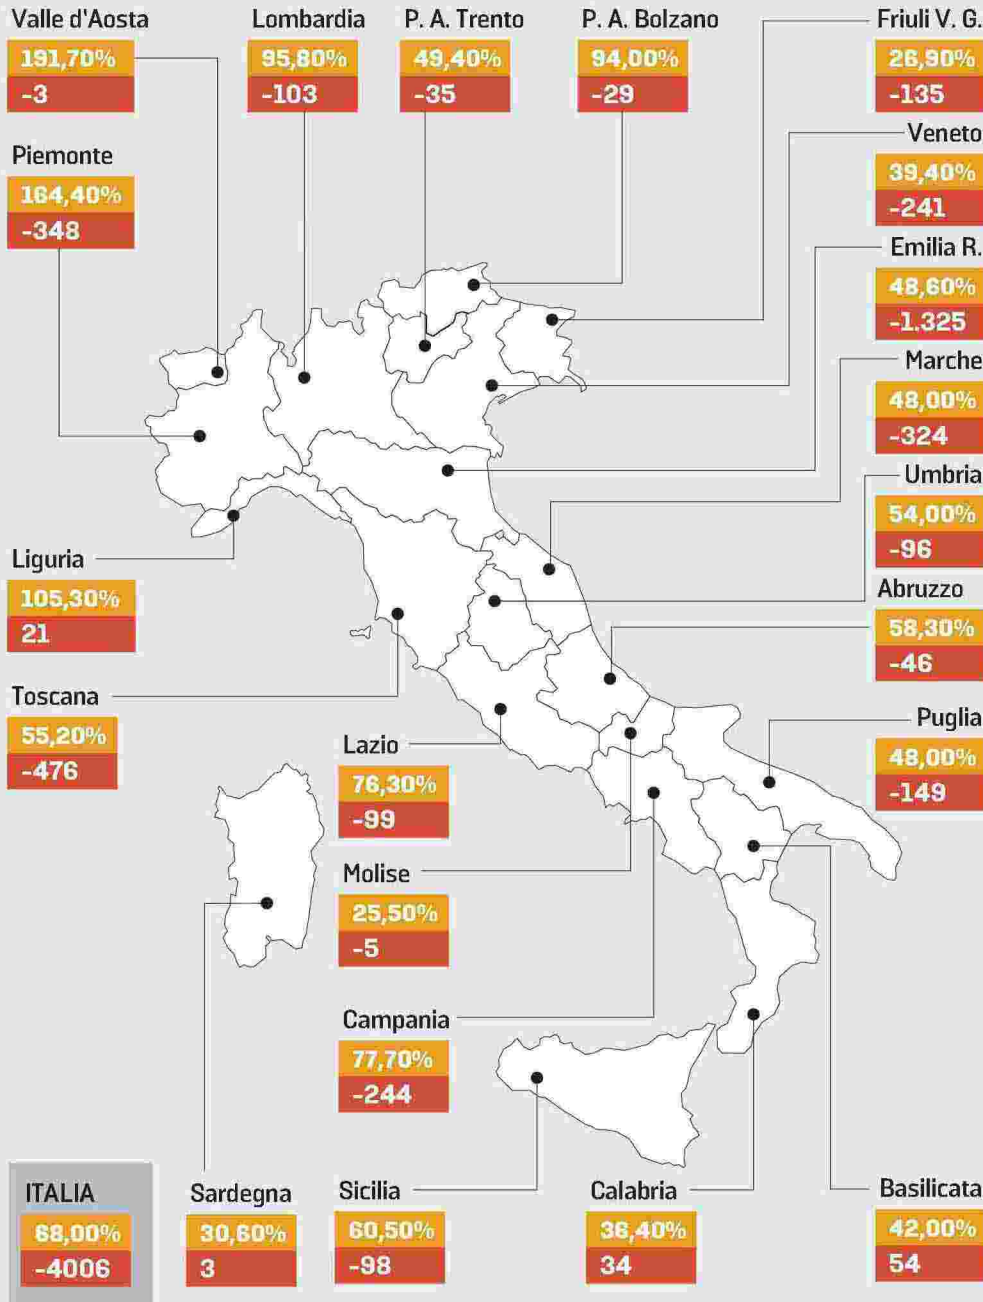 Valle d'Aosta
191,70%
-3
Lombardia
95,80%
-103
P. A. Trento
49,40%
-35
P. A. Bolzano
94,00%
-29
Friuli V. G.
26,90%
-135
Piemonte
164,40%
-348
Veneto
39,40%
-241
Emilia R.
48,60%
-1.325
Marche
48,00%
-324
Umbria
54,00%
-96
Liguria
105,30%
21
Abruzzo
58,30%
-46
Toscana
55,20%
-476
Lazio
76,30%
-99
Puglia
48,00%
-149
Molise
25,50%
-5
Campania
77,70%
-244
ITALIA
68,00%
-4006
Sardegna
30,60%
3
Sicilia
60,50%
-98
Calabria
36,40%
34
Basilicata
42,00%
54